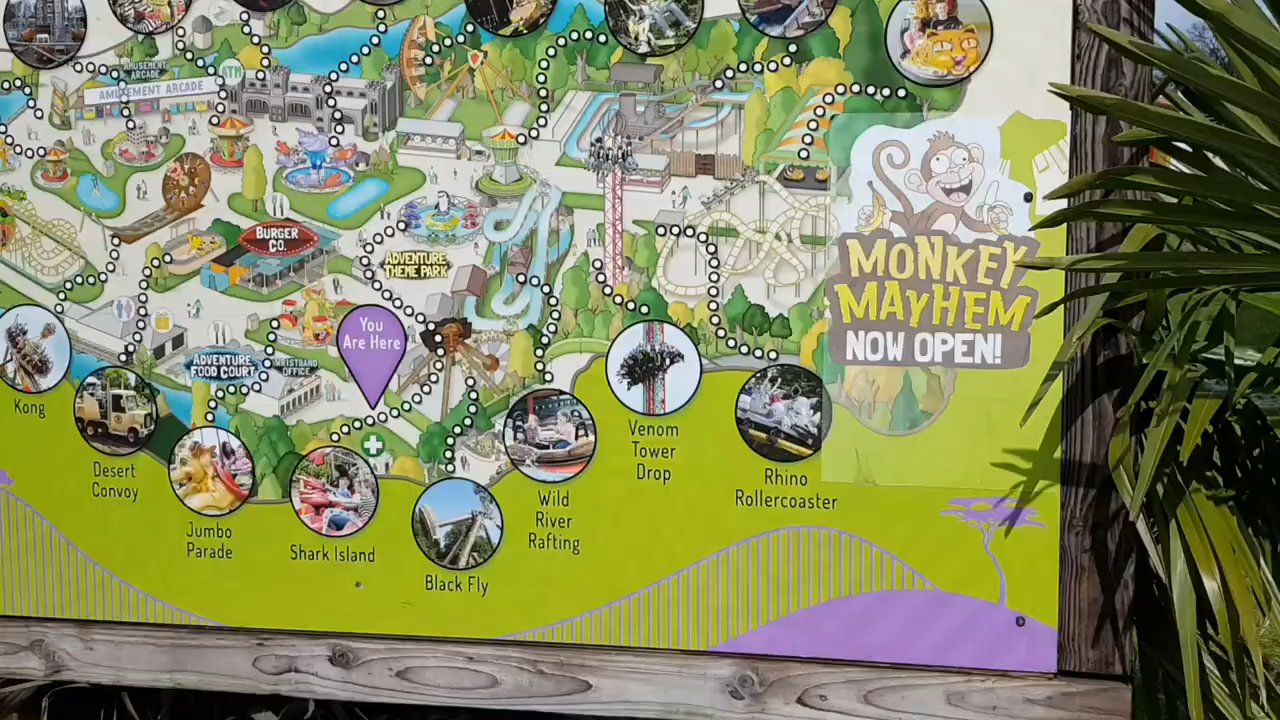 AMUSEMENT
ARCADE
ATM
AMUSEMENT ARCADE
BURGER
CO.
ADVENTURE
THEME PARK
You
Are Here
ADVENTURE
FOOD COURT
WRISTBAND
OFFICE
MONKEY
MAYHEM
NOW OPEN!
Kong
Desert
Convoy
Jumbo
Parade
Shark Island
Black Fly
Wild
River
Rafting
Venom
Tower
Drop
Rhino
Rollercoaster